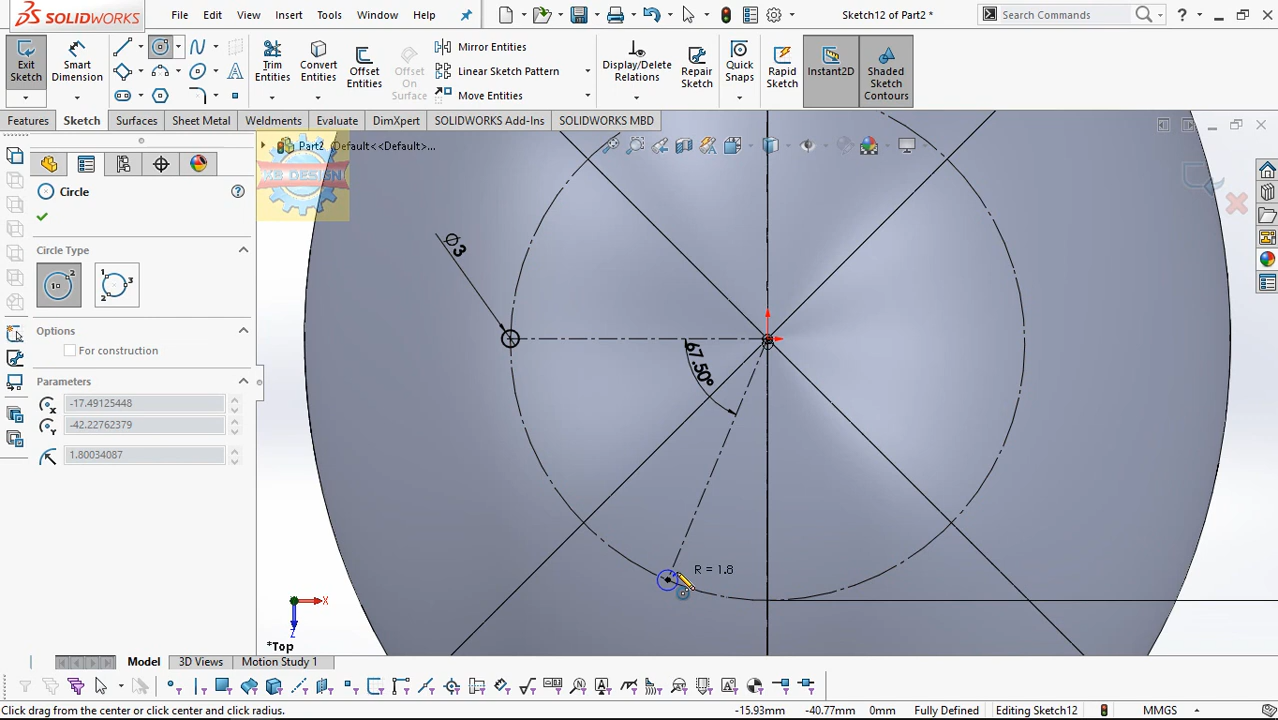 SOLIDWORKS
File
Edit
View
Insert
Tools
Window
Help
Sketch12 of Part2 *
Search Commands
?
Exit Sketch
Smart Dimension
Trim Entities
Convert Entities
Offset Entities
Offset On Surface
Mirror Entities
Linear Sketch Pattern
Move Entities
Display/Delete Relations
Repair Sketch
Quick Snaps
Rapid Sketch
Instant2D
Shaded Sketch Contours
Features
Sketch
Surfaces
Sheet Metal
Weldments
Evaluate
DimXpert
SOLIDWORKS Add-Ins
SOLIDWORKS MBD
Part2 (Default<<Default>...
Circle
?
Circle Type
Options
For construction
Parameters
-17.49125448
-42.22762379
1.80034087
Ø3
67.50°
R = 1.8
X
Z
*Top
Model
3D Views
Motion Study 1
Click drag from the center or click center and click radius.
-15.93mm
-40.77mm
0mm
Fully Defined
Editing Sketch12
MMGS